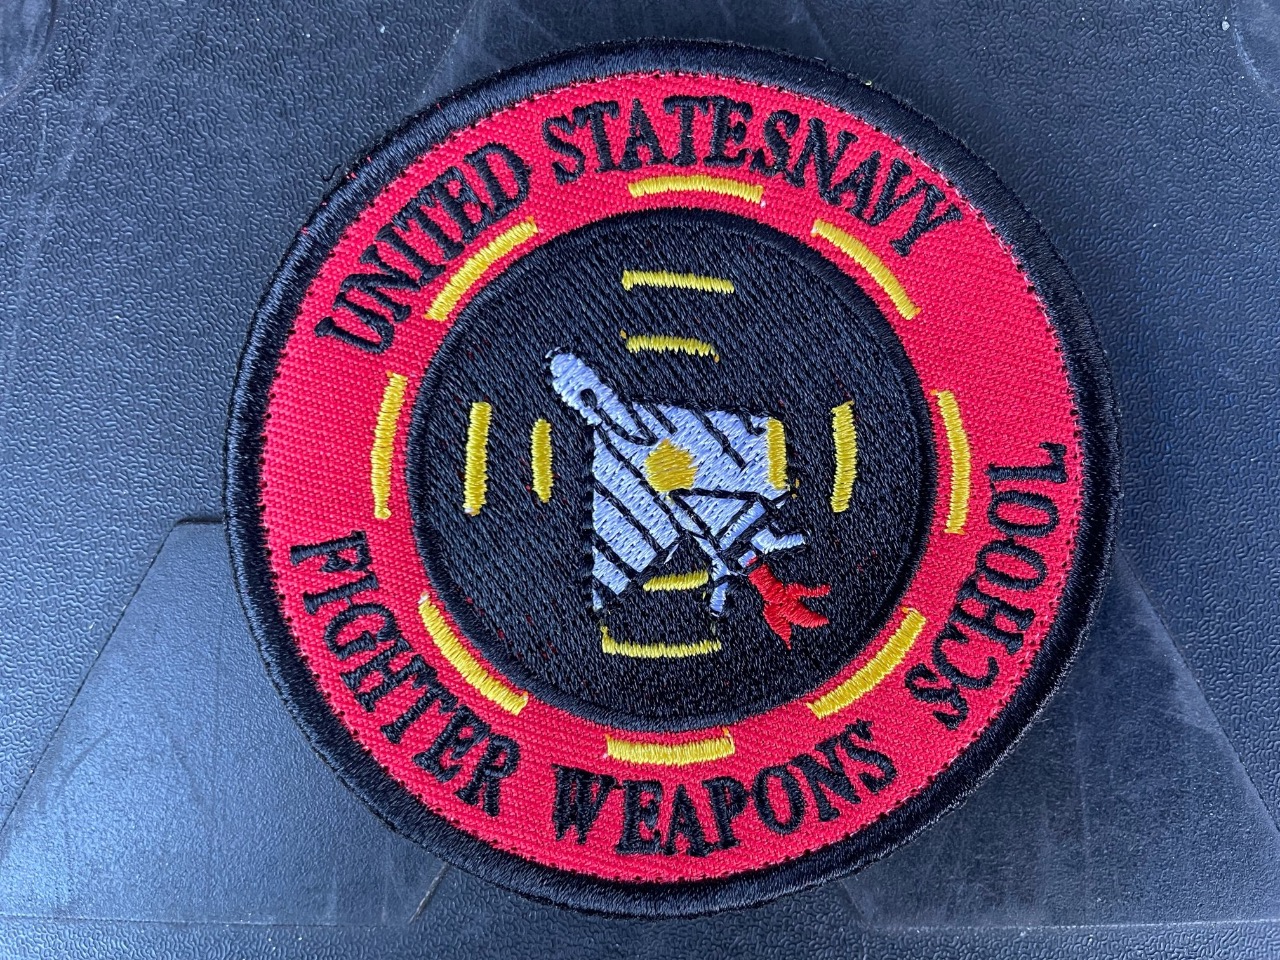 UNITED STATESNAVY
FIGHTER WEAPONS SCHOOL